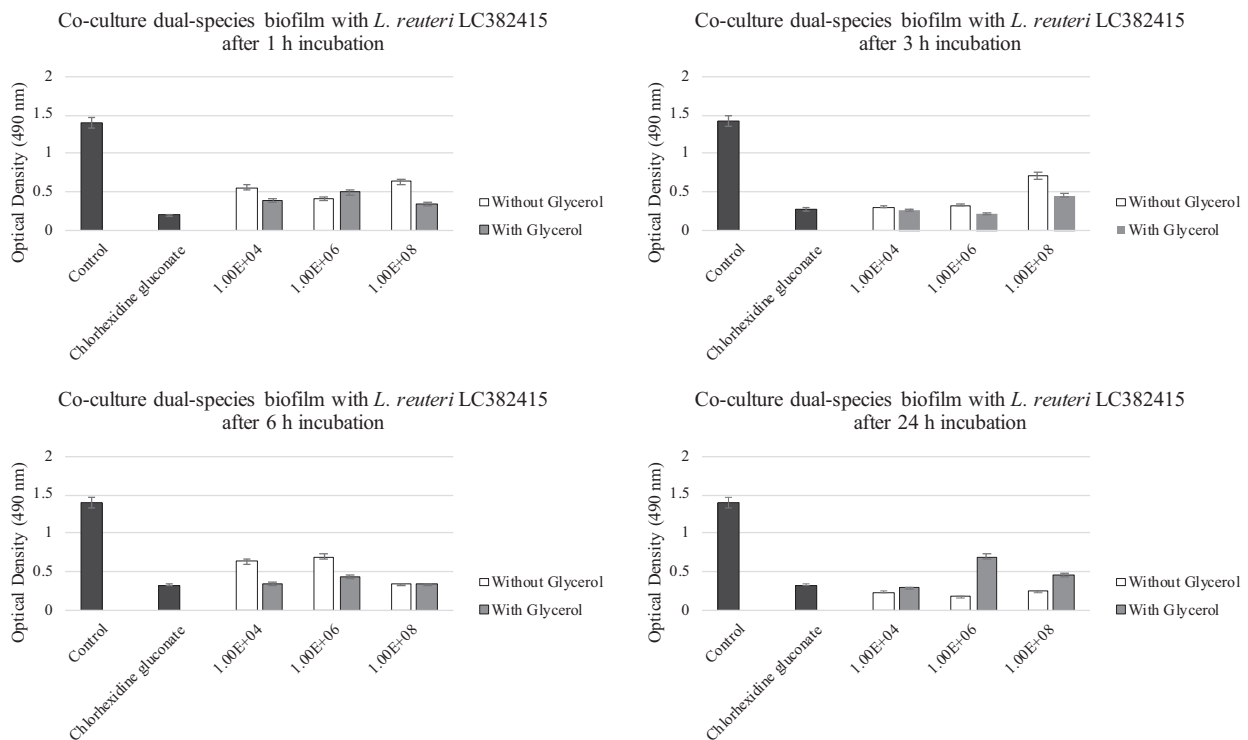 Co-culture dual-species biofilm with L. reuteri LC382415
after 1 h incubation
2
1.5
1
0.5
0
Optical Density (490 nm)
Control
Chlorhexidine gluconate
1.00E+04
1.00E+06
1.00E+08
Without Glycerol
With Glycerol
Co-culture dual-species biofilm with L. reuteri LC382415
after 3 h incubation
2
1.5
1
0.5
0
Optical Density (490 nm)
Control
Chlorhexidine gluconate
1.00E+04
1.00E+06
1.00E+08
Without Glycerol
With Glycerol
Co-culture dual-species biofilm with L. reuteri LC382415
after 6 h incubation
2
1.5
1
0.5
0
Optical Density (490 nm)
Control
Chlorhexidine gluconate
1.00E+04
1.00E+06
1.00E+08
Without Glycerol
With Glycerol
Co-culture dual-species biofilm with L. reuteri LC382415
after 24 h incubation
2
1.5
1
0.5
0
Optical Density (490 nm)
Control
Chlorhexidine gluconate
1.00E+04
1.00E+06
1.00E+08
Without Glycerol
With Glycerol